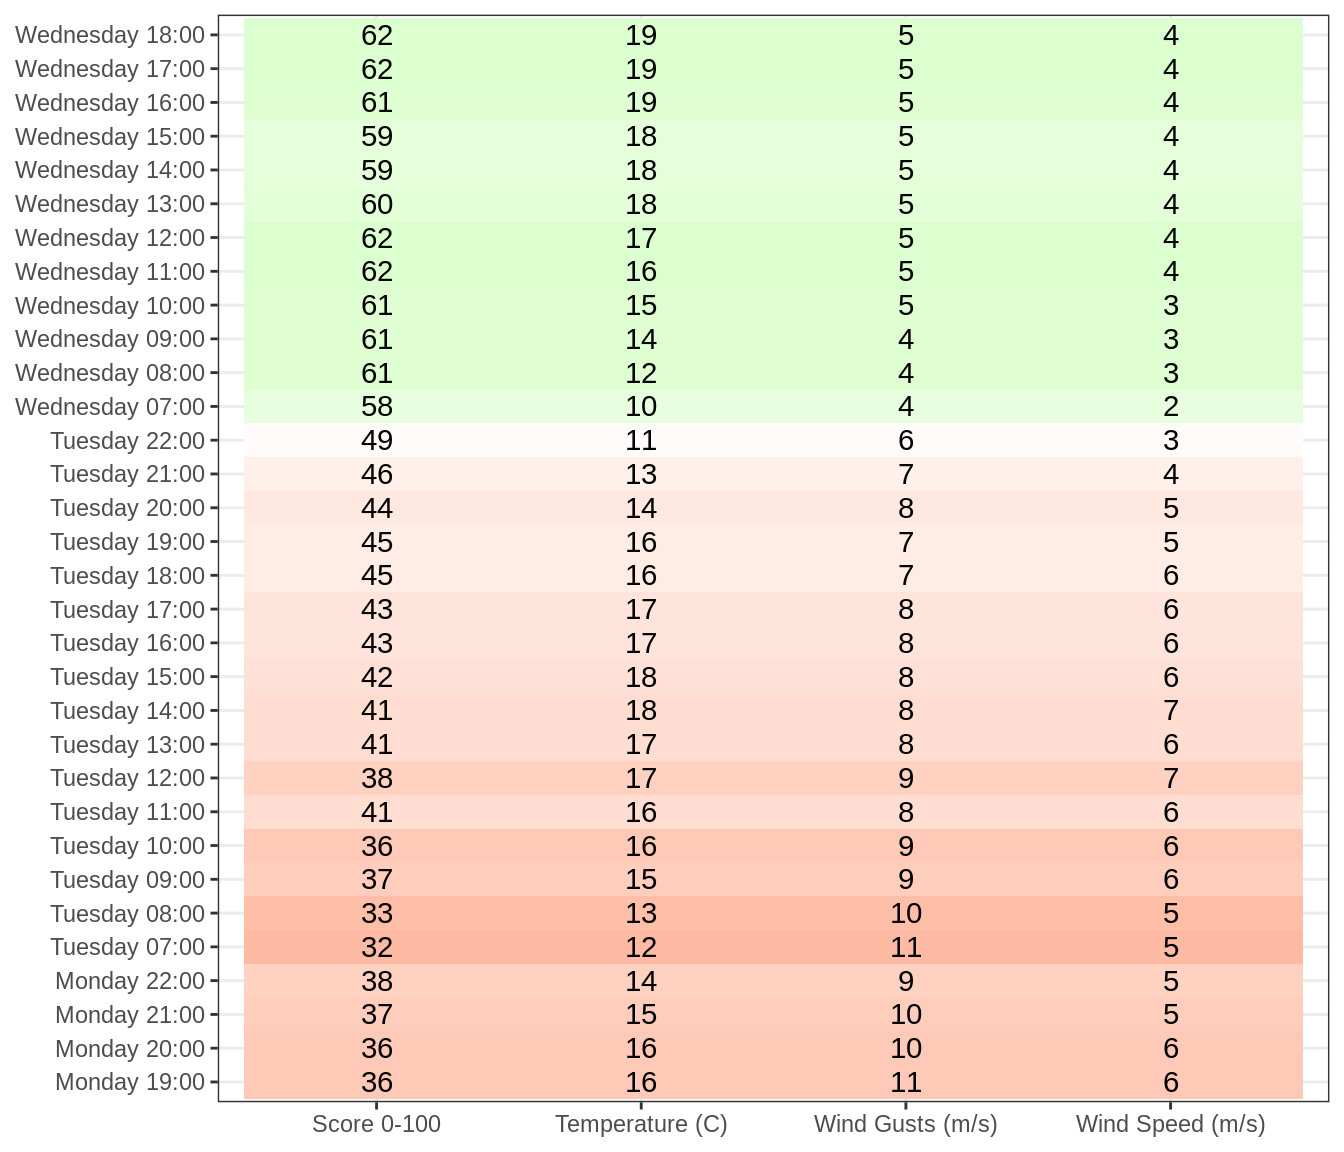 Wednesday 18:00 62 19 5 4
Wednesday 17:00 62 19 5 4
Wednesday 16:00 61 19 5 4
Wednesday 15:00 59 18 5 4
Wednesday 14:00 59 18 5 4
Wednesday 13:00 60 18 5 4
Wednesday 12:00 62 17 5 4
Wednesday 11:00 62 16 5 4
Wednesday 10:00 61 15 5 3
Wednesday 09:00 61 14 4 3
Wednesday 08:00 61 12 4 3
Wednesday 07:00 58 10 4 2
Tuesday 22:00 49 11 6 3
Tuesday 21:00 46 13 7 4
Tuesday 20:00 44 14 8 5
Tuesday 19:00 45 16 7 5
Tuesday 18:00 45 16 7 6
Tuesday 17:00 43 17 8 6
Tuesday 16:00 43 17 8 6
Tuesday 15:00 42 18 8 6
Tuesday 14:00 41 18 8 7
Tuesday 13:00 41 17 8 6
Tuesday 12:00 38 17 9 7
Tuesday 11:00 41 16 8 6
Tuesday 10:00 36 16 9 6
Tuesday 09:00 37 15 9 6
Tuesday 08:00 33 13 10 5
Tuesday 07:00 32 12 11 5
Monday 22:00 38 14 9 5
Monday 21:00 37 15 10 5
Monday 20:00 36 16 10 6
Monday 19:00 36 16 11 6
Score 0-100 Temperature (C) Wind Gusts (m/s) Wind Speed (m/s)